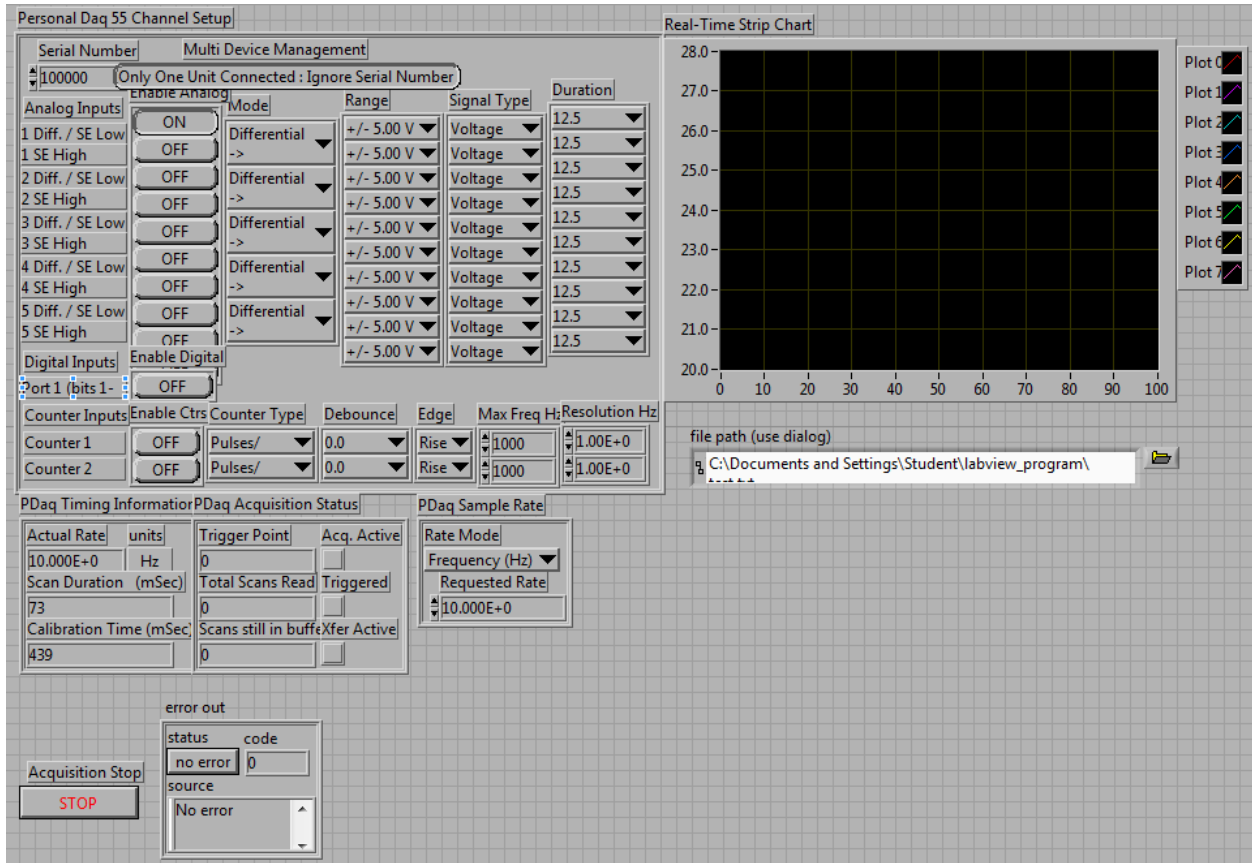 Personal Daq 55 Channel Setup
Serial Number
Multi Device Management
100000
Only One Unit Connected : Ignore Serial Number
Analog Inputs
Enable Analog
Mode
Range
Signal Type
Duration
1 Diff. / SE Low
1 SE High
2 Diff. / SE Low
2 SE High
3 Diff. / SE Low
3 SE High
4 Diff. / SE Low
4 SE High
5 Diff. / SE Low
5 SE High
ON
OFF
OFF
OFF
OFF
OFF
OFF
OFF
OFF
Differential
->
Differential
->
Differential
->
Differential
->
Differential
->
+/- 5.00 V
+/- 5.00 V
+/- 5.00 V
+/- 5.00 V
+/- 5.00 V
+/- 5.00 V
+/- 5.00 V
+/- 5.00 V
+/- 5.00 V
+/- 5.00 V
Voltage
Voltage
Voltage
Voltage
Voltage
Voltage
Voltage
Voltage
Voltage
Voltage
12.5
12.5
12.5
12.5
12.5
12.5
12.5
12.5
12.5
12.5
Digital Inputs
Enable Digital
Port 1 (bits 1-
OFF
Counter Inputs
Enable Ctrs
Counter Type
Debounce
Edge
Max Freq Hz
Resolution Hz
Counter 1
OFF
Pulses/
0.0
Rise
1000
1.00E+0
Counter 2
OFF
Pulses/
0.0
Rise
1000
1.00E+0
Real-Time Strip Chart
28.0
27.0
26.0
25.0
24.0
23.0
22.0
21.0
20.0
0 10 20 30 40 50 60 70 80 90 100
Plot 0
Plot 1
Plot 2
Plot 3
Plot 4
Plot 5
Plot 6
Plot 7
file path (use dialog)
C:\Documents and Settings\Student\labview_program\
PDaq Timing Information
Actual Rate
units
10.000E+0
Hz
Scan Duration (mSec)
73
Calibration Time (mSec)
439
PDaq Acquisition Status
Trigger Point
Acq. Active
0
Total Scans Read
Triggered
0
Scans still in buffe
Xfer Active
0
PDaq Sample Rate
Rate Mode
Frequency (Hz)
Requested Rate
10.000E+0
error out
status
code
no error
0
source
No error
Acquisition Stop
STOP